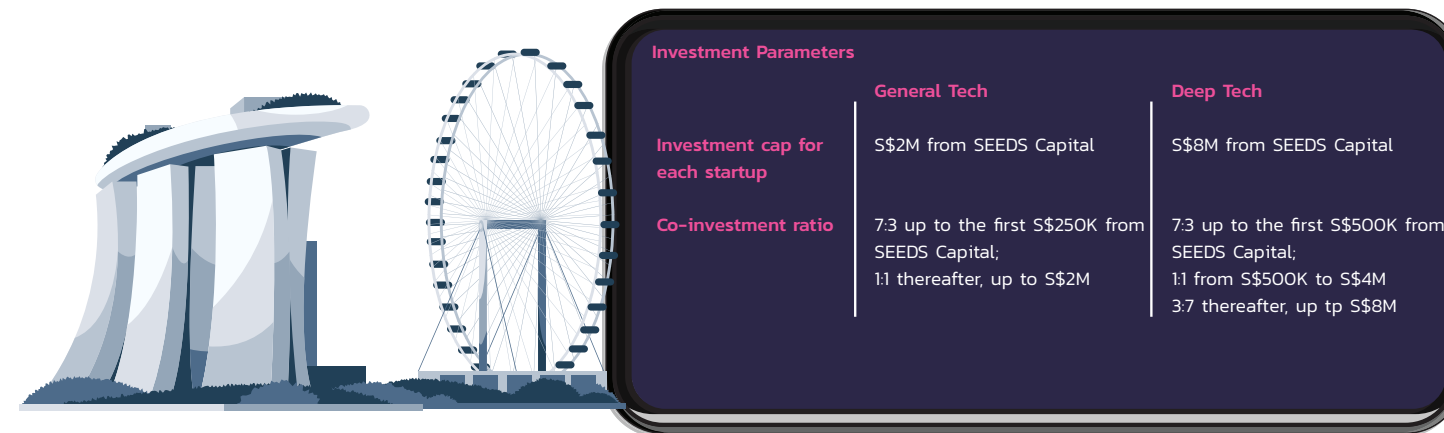 Investment Parameters
General Tech
Deep Tech
Investment cap for
each startup
S$2M from SEEDS Capital
S$8M from SEEDS Capital
Co-investment ratio
7:3 up to the first S$250K from
SEEDS Capital;
1:1 thereafter, up to S$2M
7:3 up to the first S$500K from
SEEDS Capital;
1:1 from S$500K to S$4M
3:7 thereafter, up tp S$8M